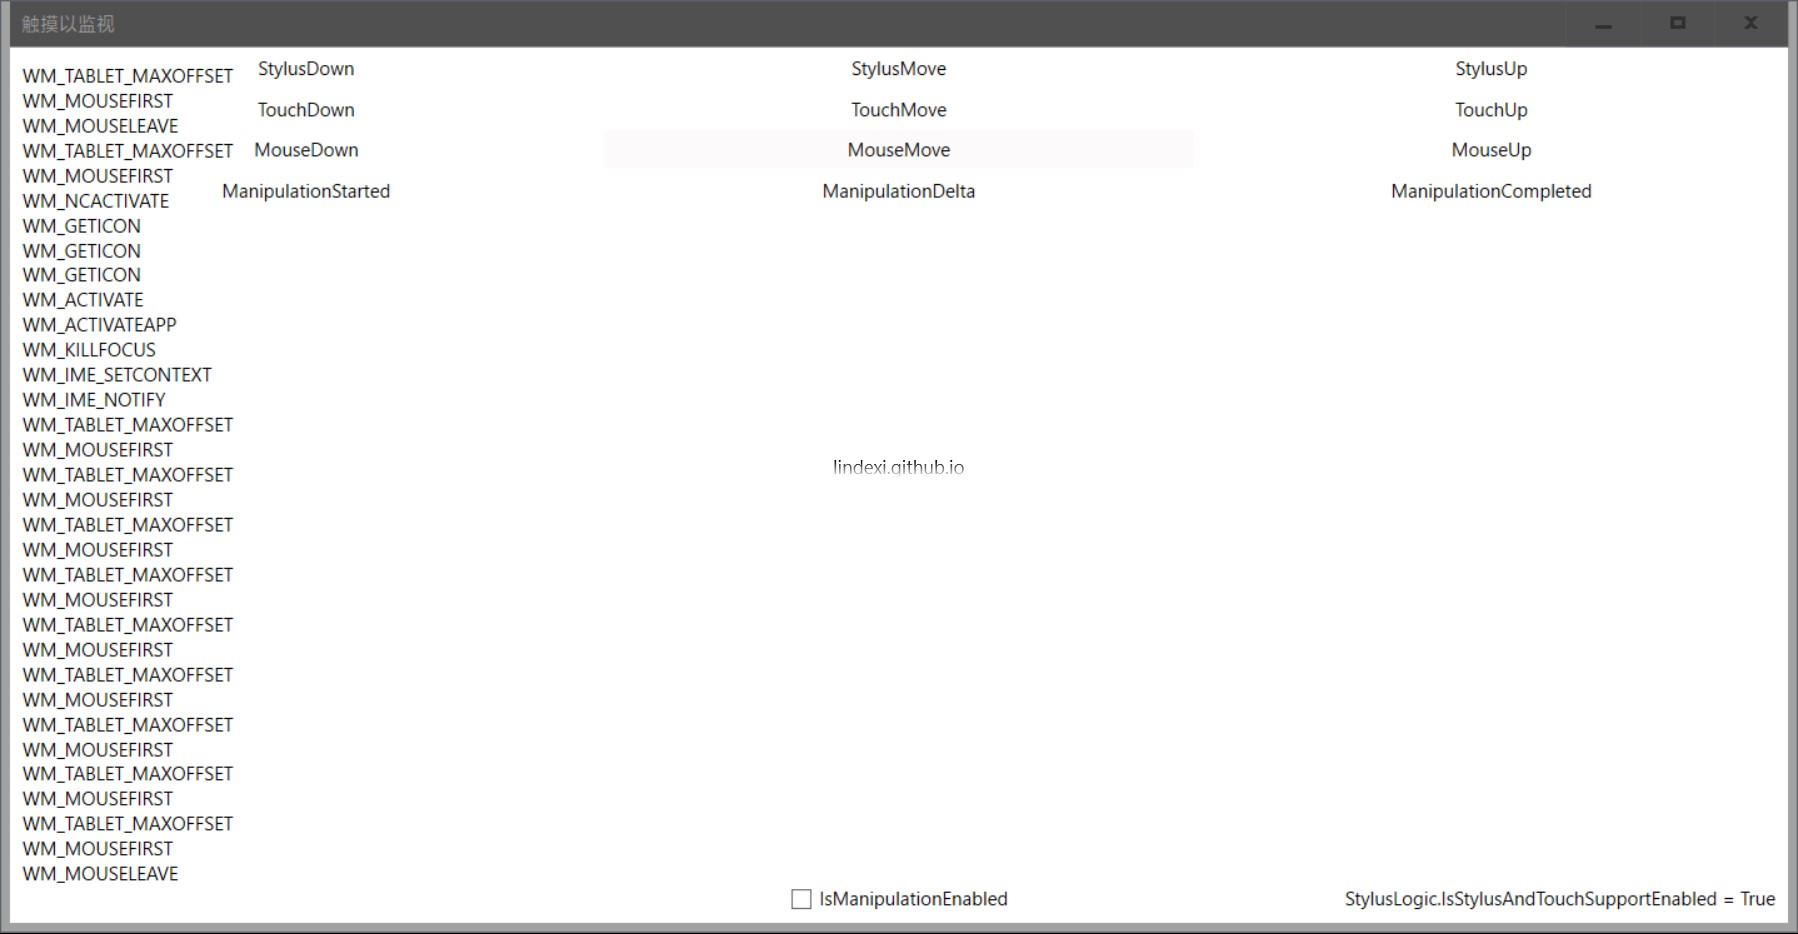 触摸以监视
WM_TABLET_MAXOFFSET
WM_MOUSEFIRST
WM_MOUSELEAVE
WM_TABLET_MAXOFFSET
WM_MOUSEFIRST
WM_NCACTIVATE
WM_GETICON
WM_GETICON
WM_GETICON
WM_ACTIVATE
WM_ACTIVATEAPP
WM_KILLFOCUS
WM_IME_SETCONTEXT
WM_IME_NOTIFY
WM_TABLET_MAXOFFSET
WM_MOUSEFIRST
WM_TABLET_MAXOFFSET
WM_MOUSEFIRST
WM_TABLET_MAXOFFSET
WM_MOUSEFIRST
WM_TABLET_MAXOFFSET
WM_MOUSEFIRST
WM_TABLET_MAXOFFSET
WM_MOUSEFIRST
WM_TABLET_MAXOFFSET
WM_MOUSEFIRST
WM_TABLET_MAXOFFSET
WM_MOUSEFIRST
WM_TABLET_MAXOFFSET
WM_MOUSEFIRST
WM_TABLET_MAXOFFSET
WM_MOUSEFIRST
WM_MOUSELEAVE
StylusDown StylusMove StylusUp
TouchDown TouchMove TouchUp
MouseDown MouseMove MouseUp
ManipulationStarted ManipulationDelta ManipulationCompleted
lindexi.github.io
IsManipulationEnabled
StylusLogic.IsStylusAndTouchSupportEnabled = True